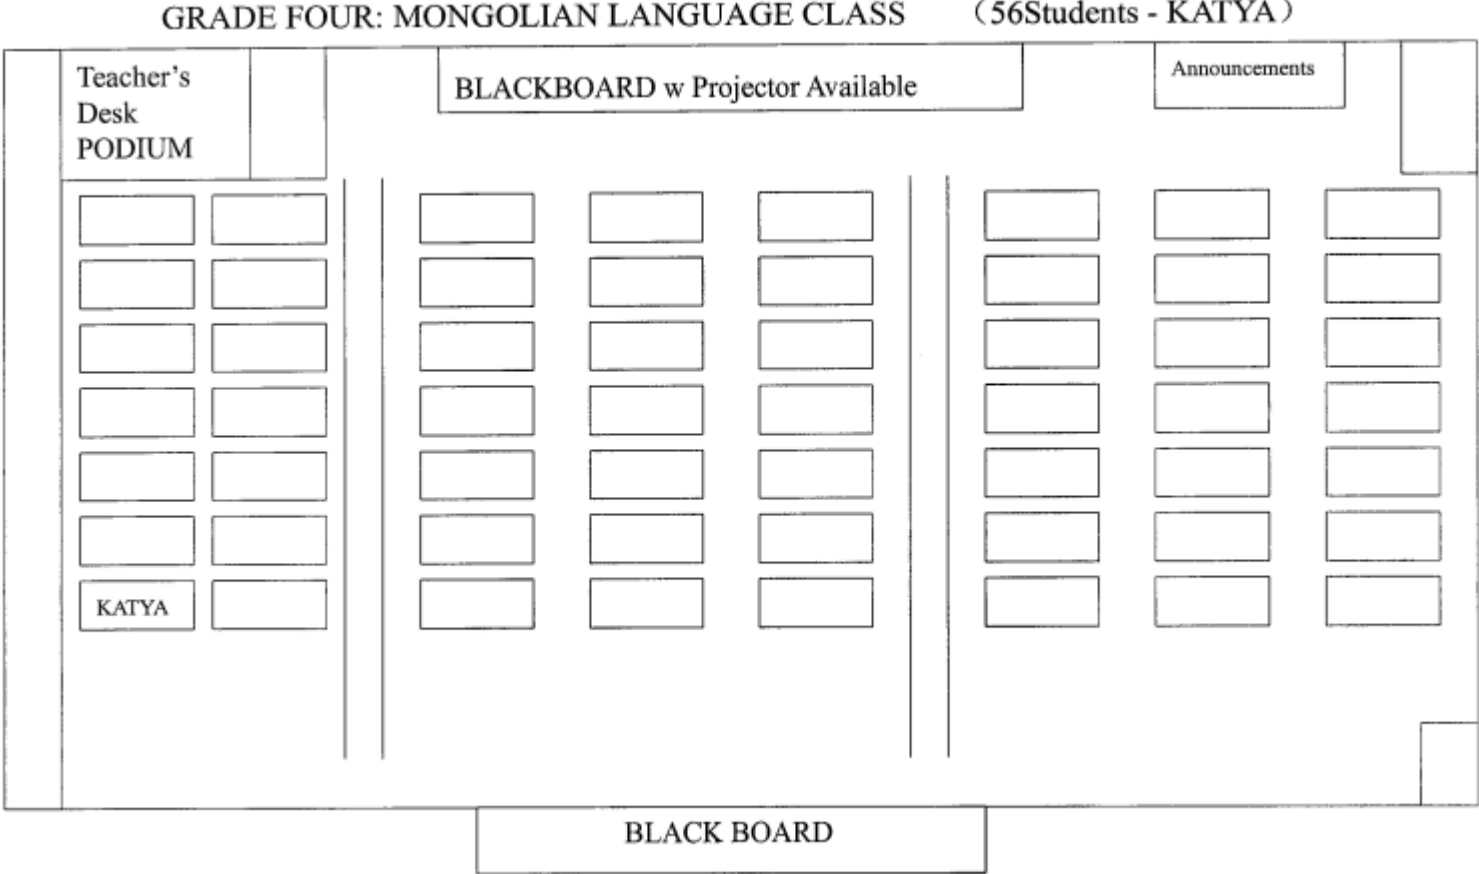 GRADE FOUR: MONGOLIAN LANGUAGE CLASS （56Students - KATYA）
Teacher's
Desk
PODIUM
BLACKBOARD w Projector Available
Announcements
KATYA
BLACK BOARD